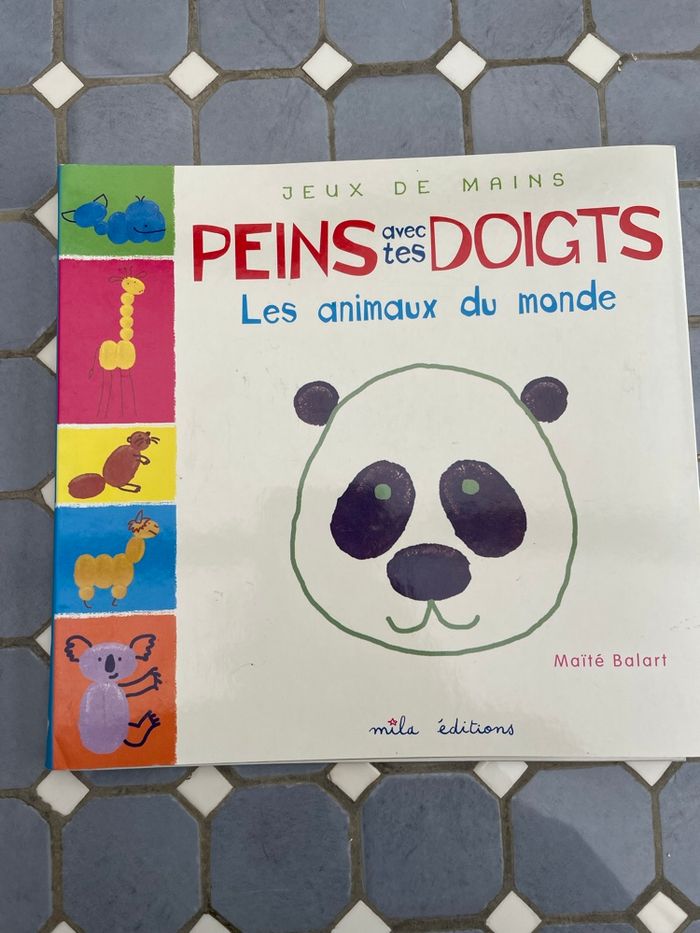 JEUX DE MAINS
PEINS avec tes DOIGTS
Les animaux du monde
Maïté Balart
mila éditions